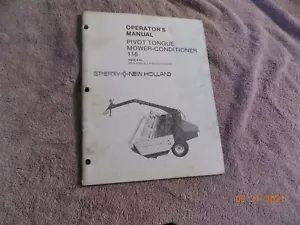 OPERATOR'S
MANUAL
PIVOT TONGUE
MOWER-CONDITIONER
116
SPERRY NEW HOLLAND